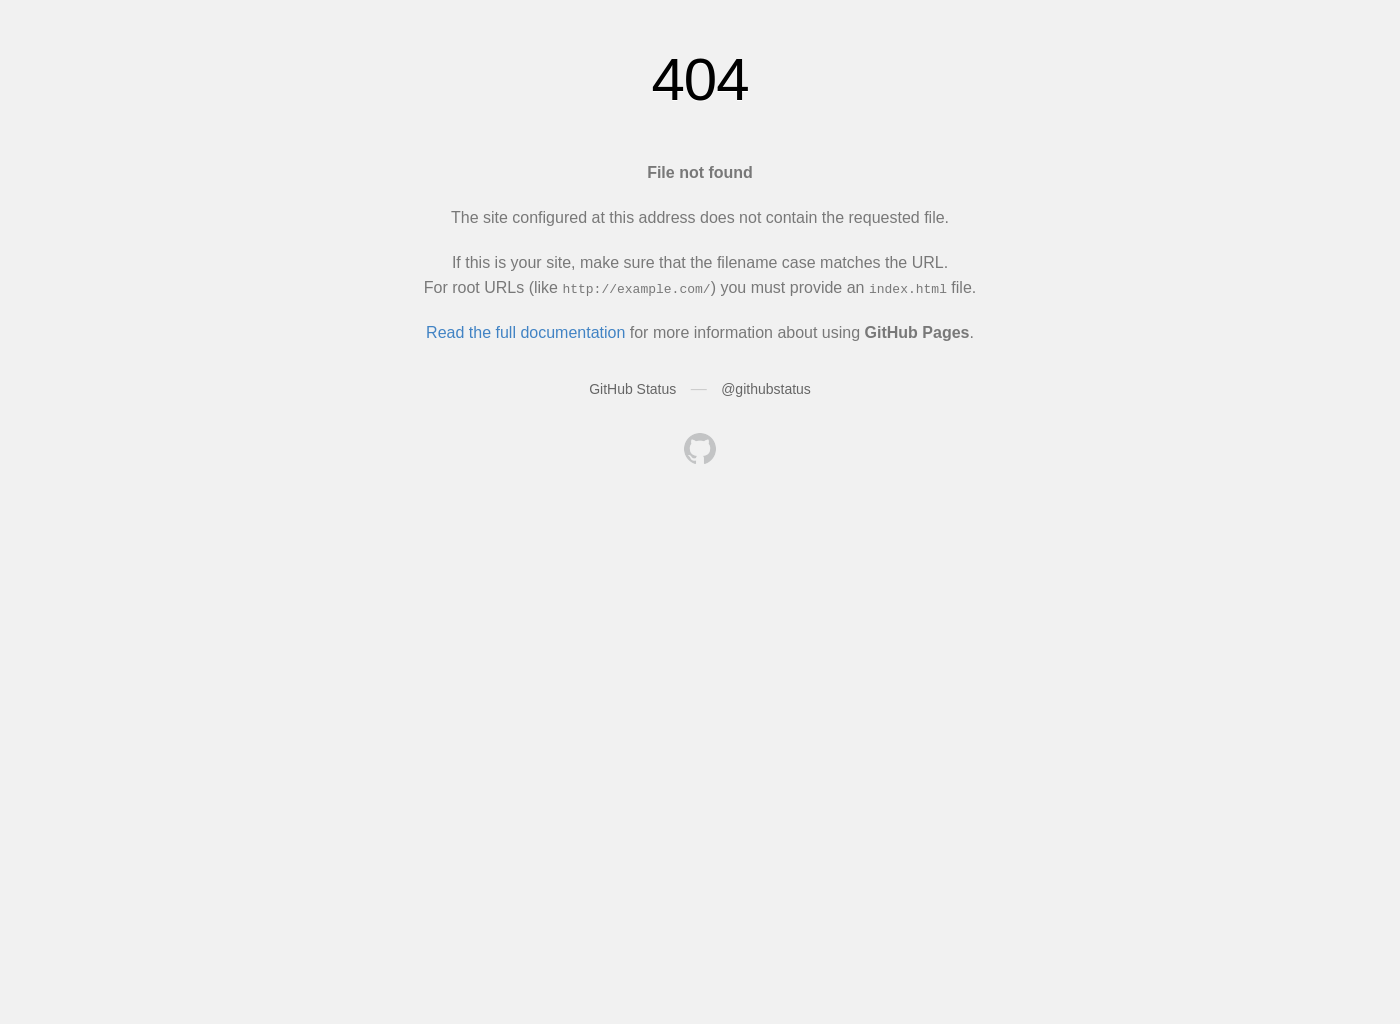 404
File not found
The site configured at this address does not contain the requested file.
If this is your site, make sure that the filename case matches the URL.
For root URLs (like http://example.com/) you must provide an index.html file.
Read the full documentation for more information about using GitHub Pages.
GitHub Status — @githubstatus